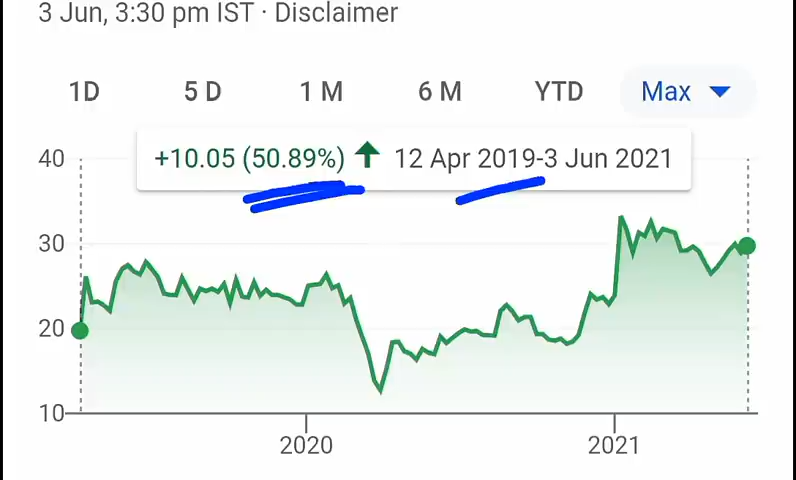 3 Jun, 3:30 pm IST · Disclaimer
1D 5 D 1 M 6 M YTD Max
+10.05 (50.89%) 12 Apr 2019-3 Jun 2021
40
30
20
10
2020 2021